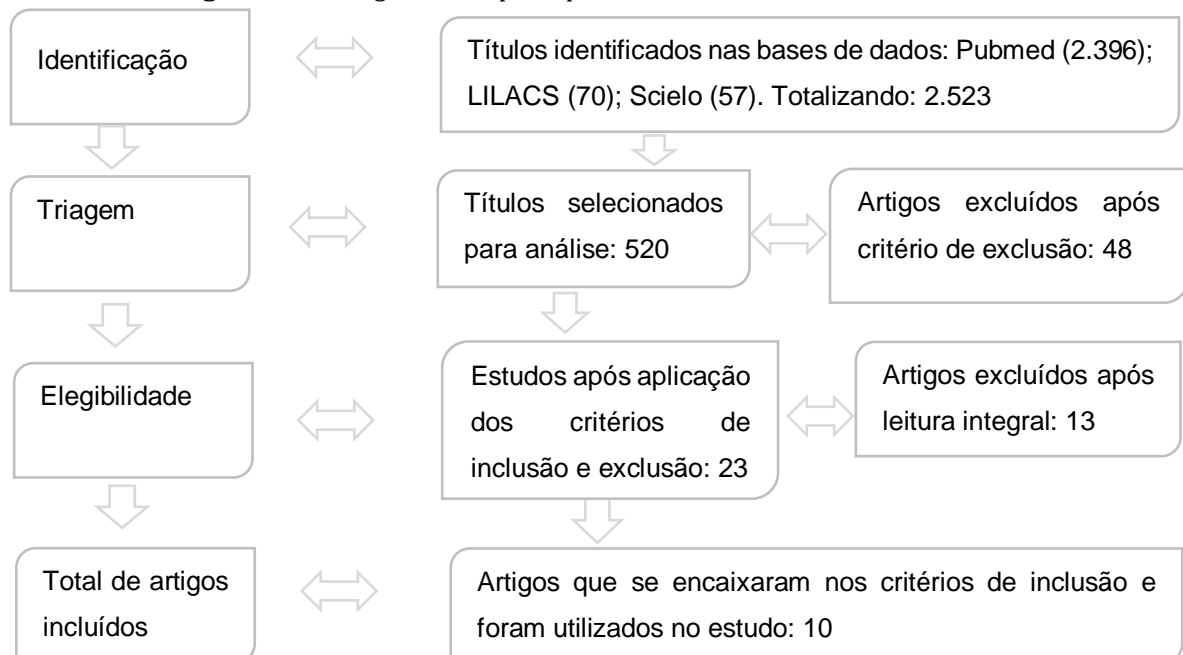 Identificação
Títulos identificados nas bases de dados: Pubmed (2.396);
LILACS (70); Scielo (57). Totalizando: 2.523
Triagem
Títulos selecionados
para análise: 520
Artigos excluídos após
critério de exclusão: 48
Elegibilidade
Estudos após aplicação
dos critérios de
inclusão e exclusão: 23
Artigos excluídos após
leitura integral: 13
Total de artigos
incluídos
Artigos que se encaixaram nos critérios de inclusão e
foram utilizados no estudo: 10